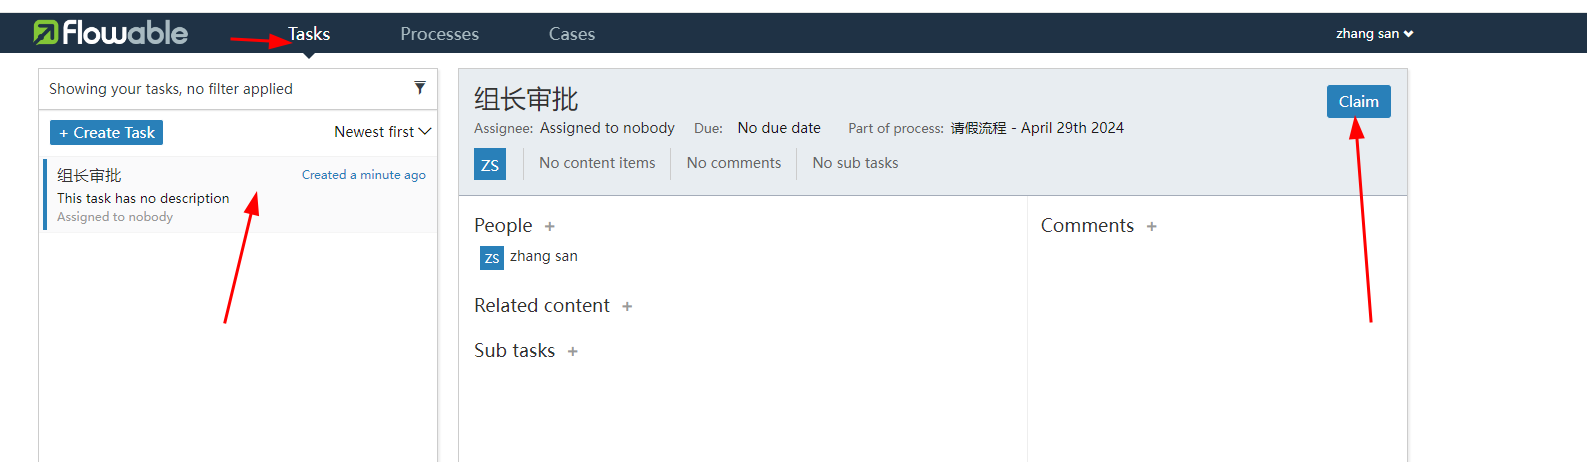 flowable Tasks Processes Cases zhang san
Showing your tasks, no filter applied
+ Create Task Newest first
组长审批 Created a minute ago
This task has no description
Assigned to nobody
组长审批 Claim
Assignee: Assigned to nobody Due: No due date Part of process: 请假流程 - April 29th 2024
ZS No content items No comments No sub tasks
People +
ZS zhang san
Related content +
Sub tasks +
Comments +